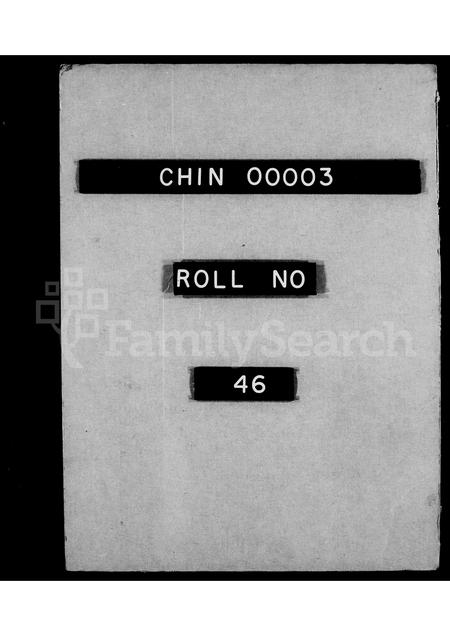 CHIN 00003
ROLL NO
FamilySearch
46